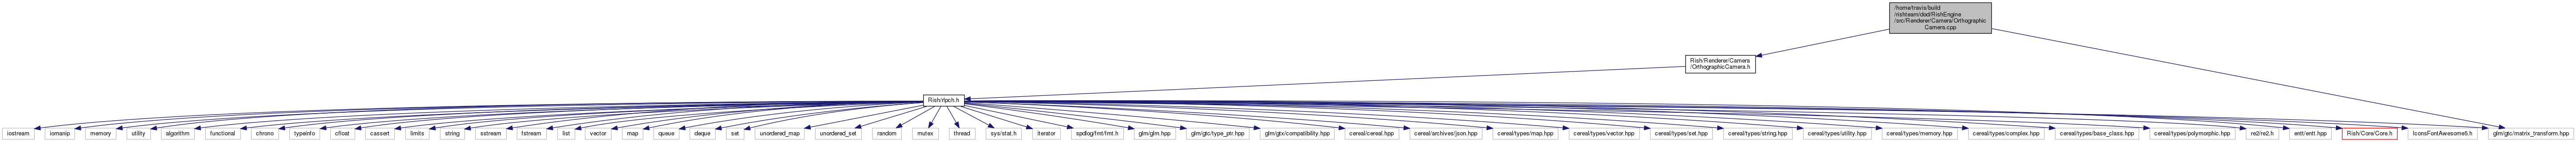 /home/travis/build
/rishteam/dod/RishEngine
/src/Renderer/Camera/Orthographic
Camera.cpp
Rish/Renderer/Camera
/OrthographicCamera.h
Rish/rpch.h
iostream
iomanip
memory
utility
algorithm
functional
chrono
typeinfo
cfloat
cassert
limits
string
sstream
fstream
list
vector
map
queue
deque
set
unordered_map
unordered_set
random
mutex
thread
sys/stat.h
iterator
spdlog/fmt/fmt.h
glm/glm.hpp
glm/gtc/type_ptr.hpp
glm/gtx/compatibility.hpp
cereal/cereal.hpp
cereal/archives/json.hpp
cereal/types/map.hpp
cereal/types/vector.hpp
cereal/types/set.hpp
cereal/types/string.hpp
cereal/types/utility.hpp
cereal/types/memory.hpp
cereal/types/complex.hpp
cereal/types/base_class.hpp
cereal/types/polymorphic.hpp
re2/re2.h
entt/entt.hpp
Rish/Core/Core.h
IconsFontAwesome5.h
glm/gtc/matrix_transform.hpp